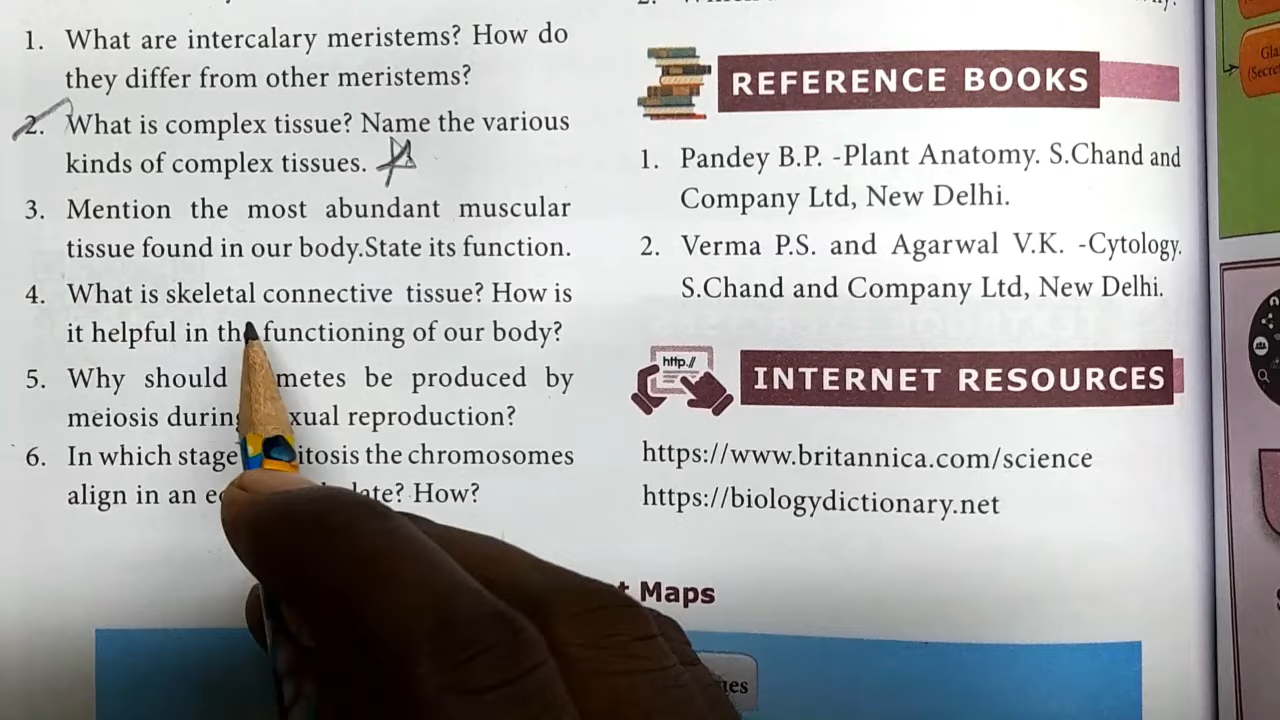 1. What are intercalary meristems? How do
they differ from other meristems?
2. What is complex tissue? Name the various
kinds of complex tissues.
3. Mention the most abundant muscular
tissue found in our body.State its function.
4. What is skeletal connective tissue? How is
it helpful in the functioning of our body?
5. Why should metes be produced by
meiosis during xual reproduction?
6. In which stage itosis the chromosomes
align in an late? How?
REFERENCE BOOKS
1. Pandey B.P. -Plant Anatomy. S.Chand and
Company Ltd, New Delhi.
2. Verma P.S. and Agarwal V.K. -Cytology.
S.Chand and Company Ltd, New Delhi.
http://
INTERNET RESOURCES
https://www.britannica.com/science
https://biologydictionary.net
Maps